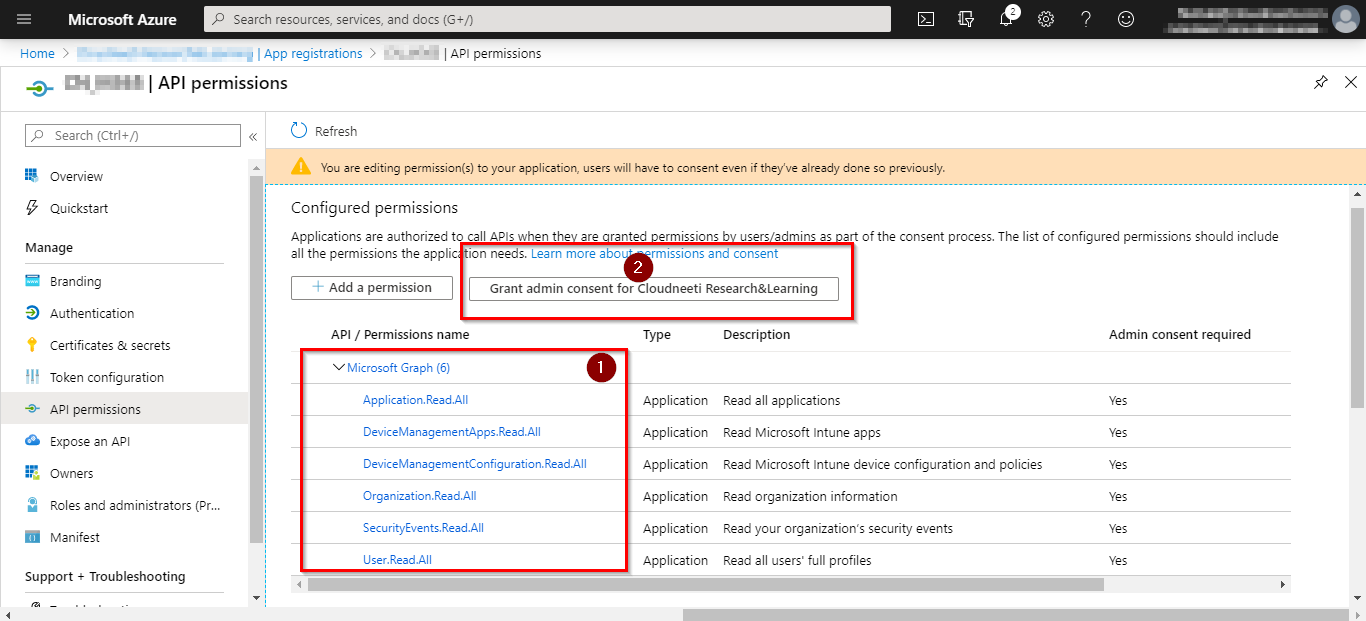 Microsoft Azure
Search resources, services, and docs (G+/)
2
Home > | App registrations > | API permissions
| API permissions
Search (Ctrl+/)
«
Refresh
You are editing permission(s) to your application, users will have to consent even if they've already done so previously.
Overview
Quickstart
Manage
Branding
Authentication
Certificates & secrets
Token configuration
API permissions
Expose an API
Owners
Roles and administrators (Pr...
Manifest
Support + Troubleshooting
Configured permissions
Applications are authorized to call APIs when they are granted permissions by users/admins as part of the consent process. The list of configured permissions should include
all the permissions the application needs. Learn more about permissions and consent
2
+ Add a permission
Grant admin consent for Cloudneeti Research&Learning
API / Permissions name Type Description Admin consent required
Microsoft Graph (6)
1
Application.Read.All Application Read all applications Yes
DeviceManagementApps.Read.All Application Read Microsoft Intune apps Yes
DeviceManagementConfiguration.Read.All Application Read Microsoft Intune device configuration and policies Yes
Organization.Read.All Application Read organization information Yes
SecurityEvents.Read.All Application Read your organization's security events Yes
User.Read.All Application Read all users' full profiles Yes